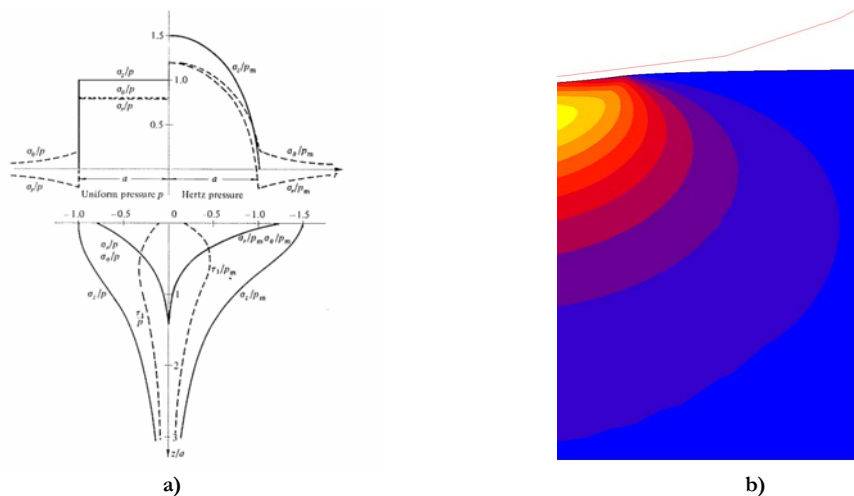 1.5
σz/pm
σz/p
1.0
σθ/p
σr/p
0.5
σθ/p
σθ/pm
r
a
a
σr/p
Uniform pressure p
Hertz pressure
σr/pm
-1.0
-0.5
0
-0.5
-1.0
-1.5
σr/p
σθ/p
σr/pm σθ/pm
τ1/pm
σz/p
1
σz/pm
τ1
p
2
3
z/a
a)
b)